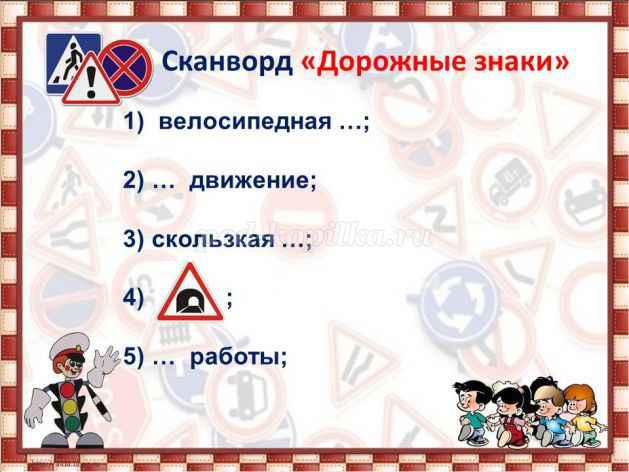 Сканворд «Дорожные знаки»
1) велосипедная …;
2) … движение;
3) скользкая …;
4) ;
5) … работы;